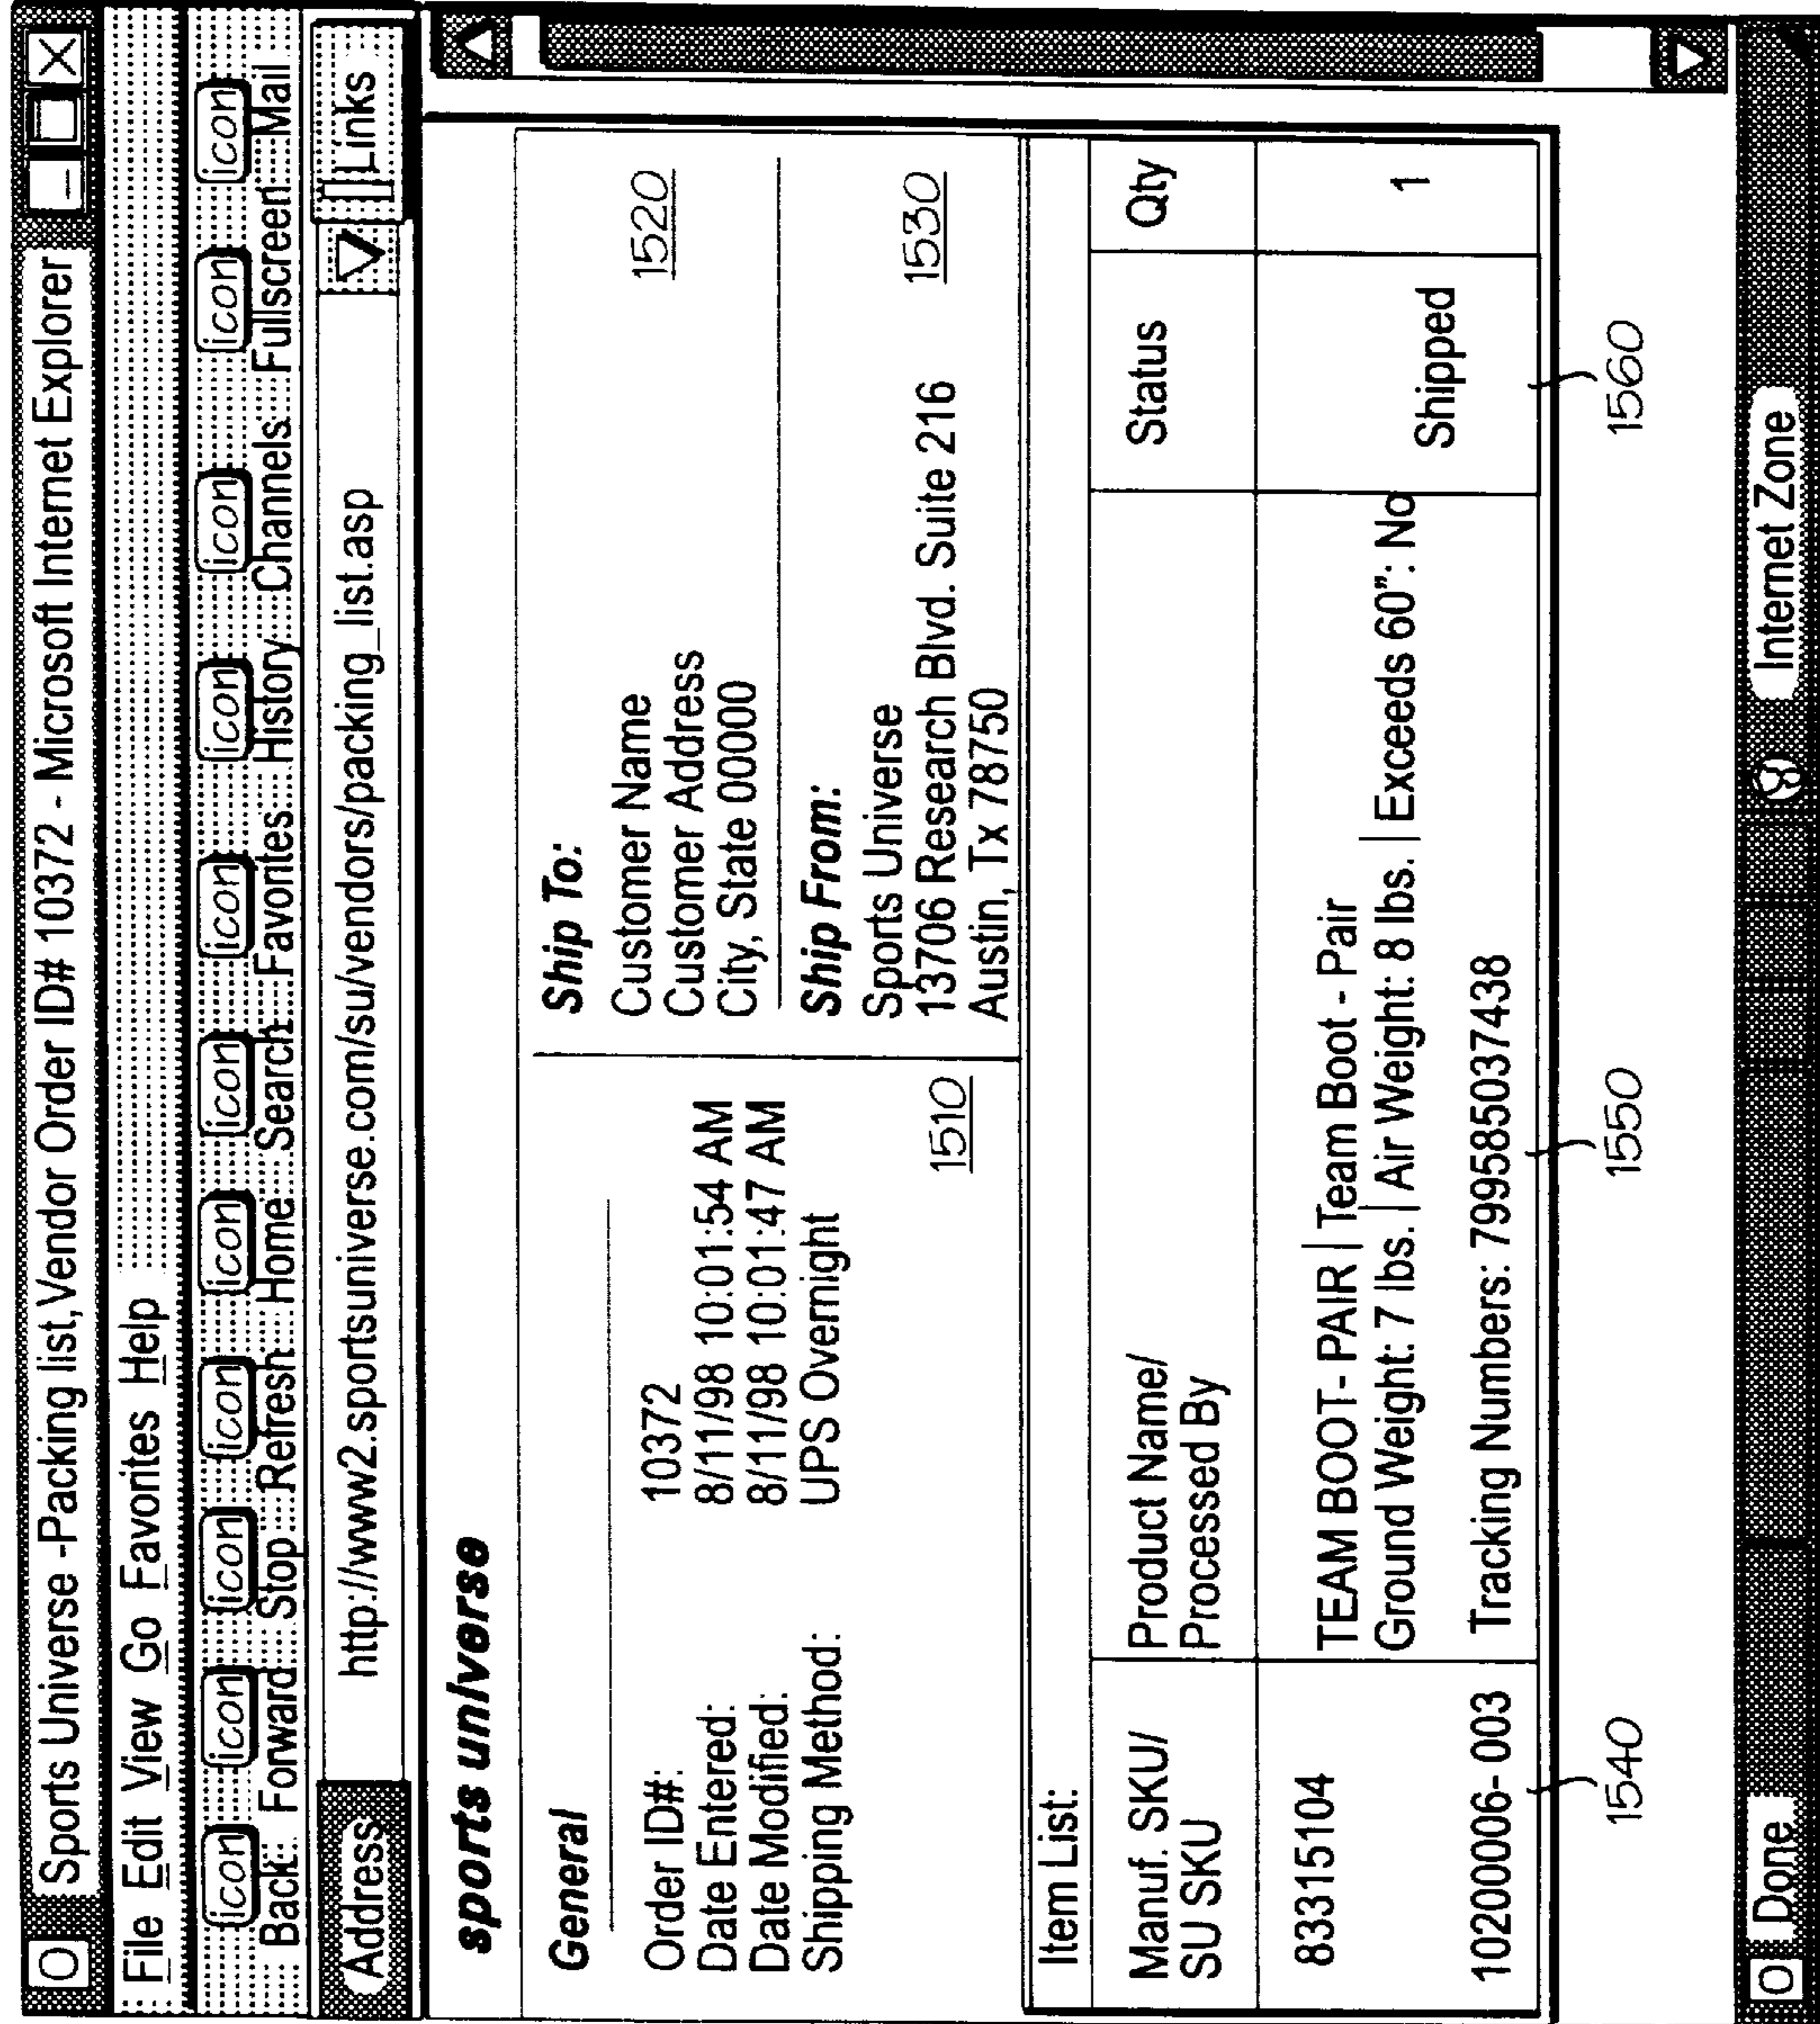 Sports Universe -Packing list,Vendor Order ID# 10372 - Microsoft Internet Explorer
File Edit View Go Favorites Help
icon icon icon icon icon icon icon icon icon icon icon
Back Forward Stop Refresh Home Search Favorites History Channels Fullscreen Mail
Address http://www2.sportsuniverse.com/su/vendors/packing_list.asp Links
sports universe
General
Order ID#: 10372
Date Entered: 8/11/98 10:01:54 AM
Date Modified: 8/11/98 10:01:47 AM
Shipping Method: UPS Overnight
1510
Ship To:
Customer Name
Customer Address
City, State 00000
1520
Ship From:
Sports Universe
13706 Research Blvd. Suite 216
Austin, Tx 78750
1530
Item List:
Manuf. SKU/ Product Name/ Status Qty
SU SKU Processed By
83315104 TEAM BOOT- PAIR | Team Boot - Pair
Ground Weight: 7 lbs. | Air Weight: 8 lbs. | Exceeds 60": No Shipped 1
10200006- 003 Tracking Numbers: 799585037438
1540 1550 1560
Done Internet Zone